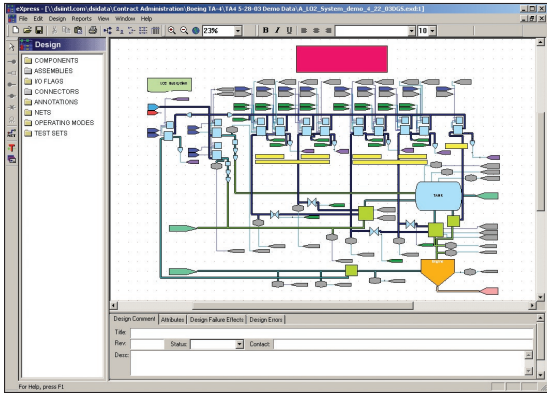 eXpress - [\\dsintl.com\dsidata\Contract Administration\Boeing TA-4\TA4 5-28-03 Demo Data\A_LO2_System_demo_4_22_03DG6.exd:1]
File Edit Design Reports View Window Help
23%
B I U
10
Design
COMPONENTS
ASSEMBLIES
I/O FLAGS
CONNECTORS
ANNOTATIONS
NETS
OPERATING MODES
TEST SETS
TANK
Design Comment Attributes Design Failure Effects Design Errors
Title:
Rev: Status: Contact:
Desc:
For Help, press F1